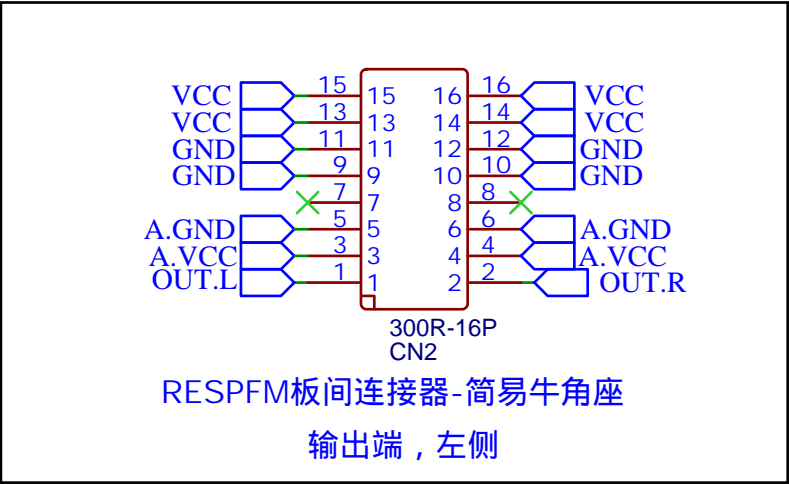 VCC 15 15 16 16 VCC
VCC 13 13 14 14 VCC
GND 11 11 12 12 GND
GND 9 9 10 10 GND
7 7 8 8
A.GND 5 5 6 6 A.GND
A.VCC 3 3 4 4 A.VCC
OUT.L 1 1 2 2 OUT.R
300R-16P
CN2
RESPFM板间连接器-简易牛角座
输出端，左侧